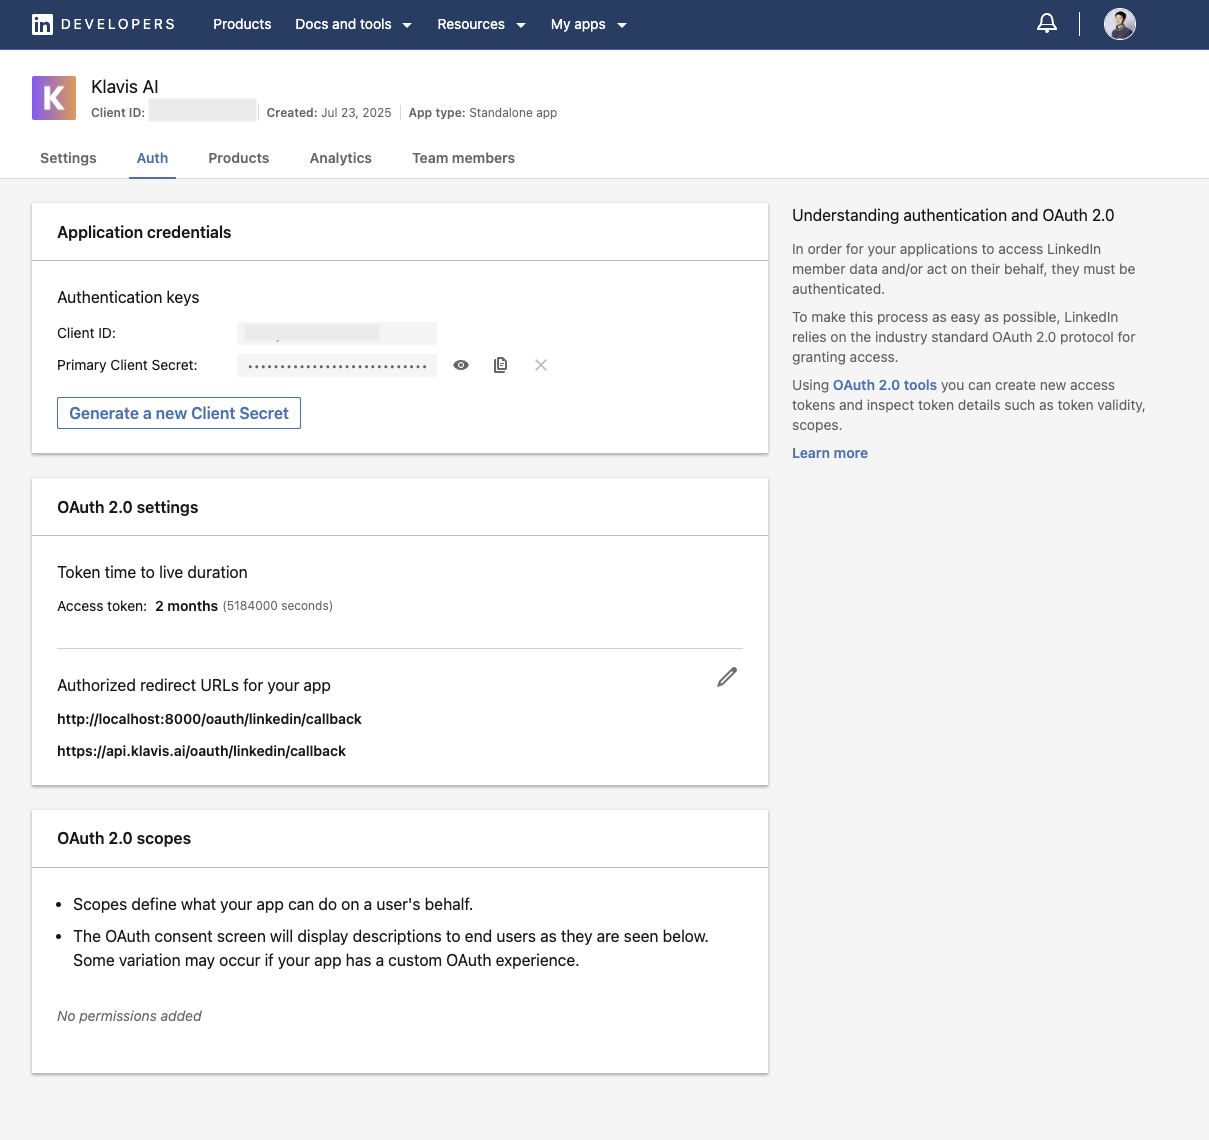 in DEVELOPERS Products Docs and tools Resources My apps
K
Klavis AI
Client ID: Created: Jul 23, 2025 App type: Standalone app
Settings Auth Products Analytics Team members
Application credentials
Authentication keys
Client ID:
Primary Client Secret: ••••••••••••••••••••••••••••
Generate a new Client Secret
OAuth 2.0 settings
Token time to live duration
Access token: 2 months (5184000 seconds)
Authorized redirect URLs for your app
http://localhost:8000/oauth/linkedin/callback
https://api.klavis.ai/oauth/linkedin/callback
OAuth 2.0 scopes
• Scopes define what your app can do on a user's behalf.
• The OAuth consent screen will display descriptions to end users as they are seen below.
Some variation may occur if your app has a custom OAuth experience.
No permissions added
Understanding authentication and OAuth 2.0
In order for your applications to access LinkedIn
member data and/or act on their behalf, they must be
authenticated.
To make this process as easy as possible, LinkedIn
relies on the industry standard OAuth 2.0 protocol for
granting access.
Using OAuth 2.0 tools you can create new access
tokens and inspect token details such as token validity,
scopes.
Learn more